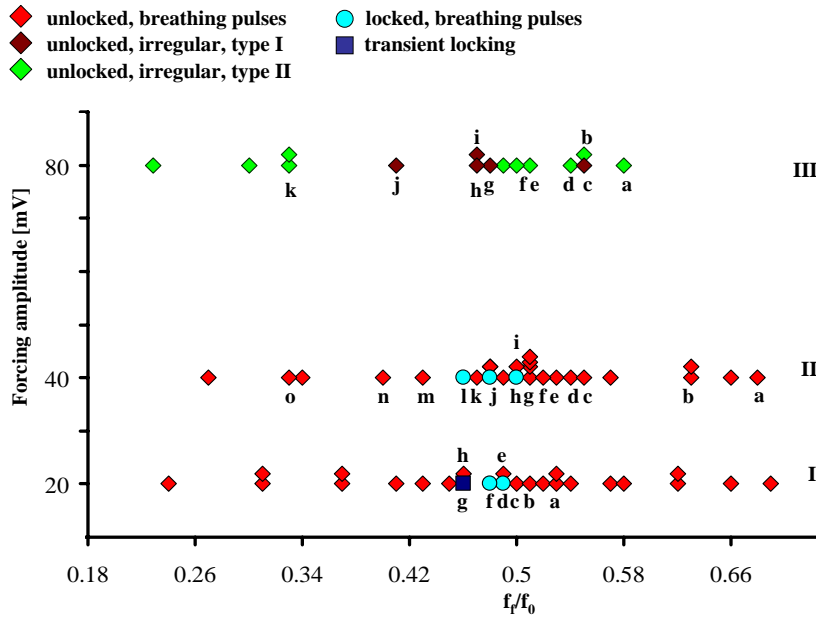 unlocked, breathing pulses locked, breathing pulses
unlocked, irregular, type I transient locking
unlocked, irregular, type II
i b
80 III
k j h g f e d c a
Forcing amplitude [mV]
i II
40
o n m l k j h g f e d c b a
h e I
20
g f d c b a
0.18 0.26 0.34 0.42 0.5 0.58 0.66
f_f/f_0